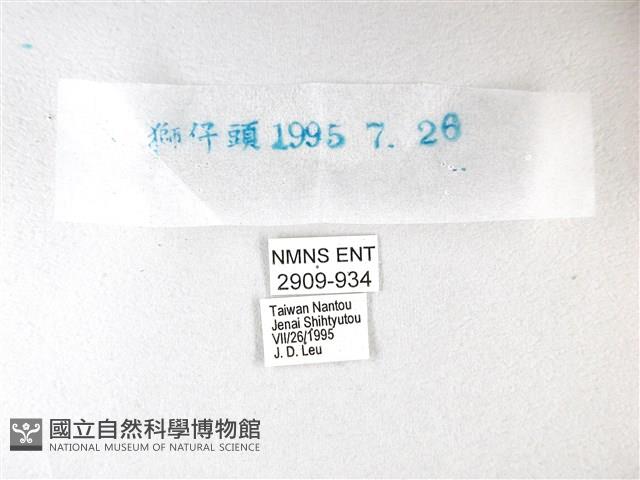 獅仔頭 1995 7. 26
NMNS ENT
2909-934
Taiwan Nantou
Jenai Shihtyutou
VII/26/1995
J. D. Leu
國立自然科學博物館
NATIONAL MUSEUM OF NATURAL SCIENCE